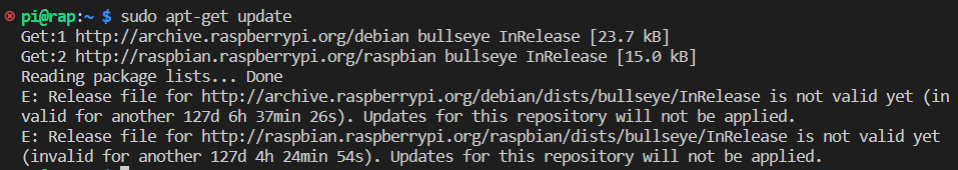 pi@rap:~ $ sudo apt-get update
Get:1 http://archive.raspberrypi.org/debian bullseye InRelease [23.7 kB]
Get:2 http://raspbian.raspberrypi.org/raspbian bullseye InRelease [15.0 kB]
Reading package lists... Done
E: Release file for http://archive.raspberrypi.org/debian/dists/bullseye/InRelease is not valid yet (in
valid for another 127d 6h 37min 26s). Updates for this repository will not be applied.
E: Release file for http://raspbian.raspberrypi.org/raspbian/dists/bullseye/InRelease is not valid yet
(invalid for another 127d 4h 24min 54s). Updates for this repository will not be applied.